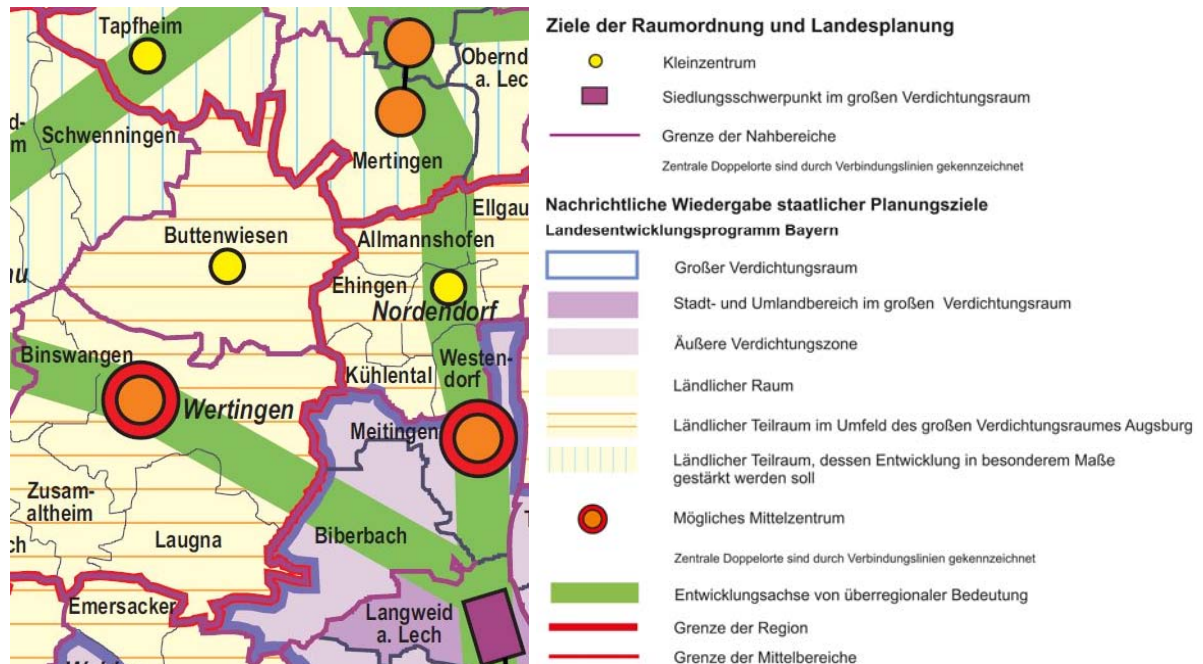 Tapfheim
Obernd
a. Lec
d-
m
Schwenningen
Mertingen
Ellgau
Buttenwiesen
Allmannshofen
Ehingen
Nordendorf
Binswangen
Westen-
dorf
Kühlental
Wertingen
Meitingen
Zusam-
altheim
ch
Laugna
Biberbach
Emersacker
Langweid
a. Lech
Ziele der Raumordnung und Landesplanung
Kleinzentrum
Siedlungsschwerpunkt im großen Verdichtungsraum
Grenze der Nahbereiche
Zentrale Doppelorte sind durch Verbindungslinien gekennzeichnet
Nachrichtliche Wiedergabe staatlicher Planungsziele
Landesentwicklungsprogramm Bayern
Großer Verdichtungsraum
Stadt- und Umlandbereich im großen Verdichtungsraum
Äußere Verdichtungszone
Ländlicher Raum
Ländlicher Teilraum im Umfeld des großen Verdichtungsraumes Augsburg
Ländlicher Teilraum, dessen Entwicklung in besonderem Maße
gestärkt werden soll
Mögliches Mittelzentrum
Zentrale Doppelorte sind durch Verbindungslinien gekennzeichnet
Entwicklungsachse von überregionaler Bedeutung
Grenze der Region
Grenze der Mittelbereiche